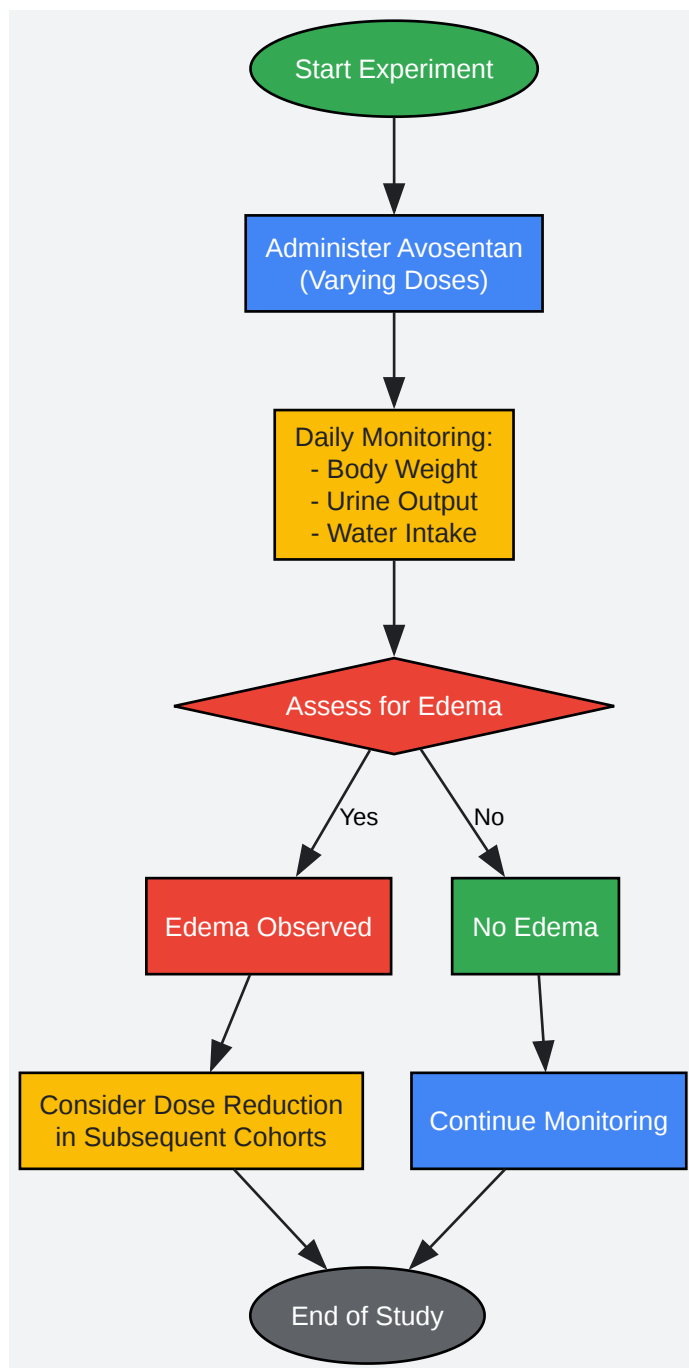 Start Experiment
Administer Avosentan
(Varying Doses)
Daily Monitoring:
- Body Weight
- Urine Output
- Water Intake
Assess for Edema
Yes
No
Edema Observed
No Edema
Consider Dose Reduction
in Subsequent Cohorts
Continue Monitoring
End of Study